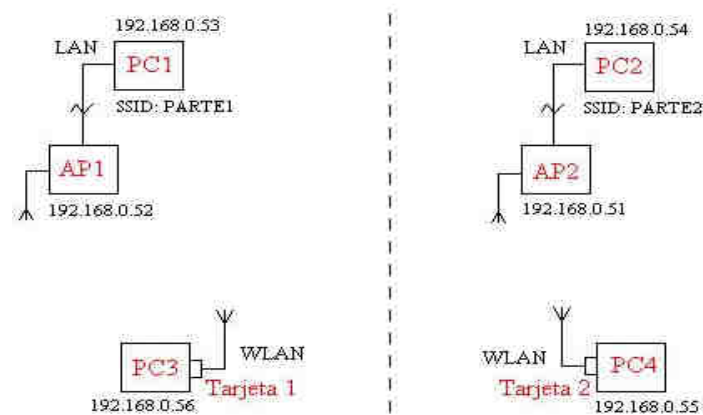 192.168.0.53
LAN
PC1
SSID: PARTE1
AP1
192.168.0.52
192.168.0.54
LAN
PC2
SSID: PARTE2
AP2
192.168.0.51
WLAN
PC3
Tarjeta 1
192.168.0.56
WLAN
PC4
Tarjeta 2
192.168.0.55